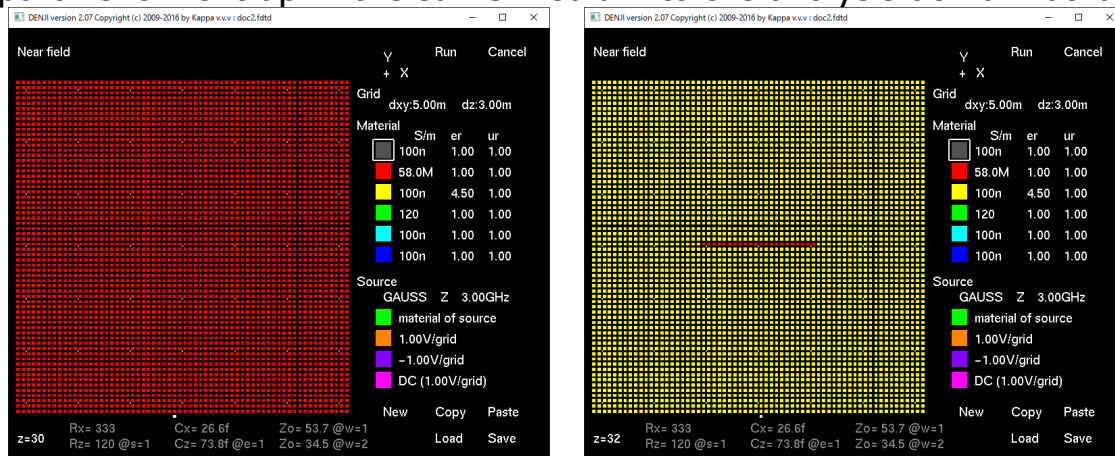 DENJI version 2.07 Copyright (c) 2009-2016 by Kappa v.v.v : doc2.fdtd
Near field
Y
Run Cancel
+ X
Grid
dxy:5.00m dz:3.00m
Material
S/m er ur
100n 1.00 1.00
58.0M 1.00 1.00
100n 4.50 1.00
120 1.00 1.00
100n 1.00 1.00
100n 1.00 1.00
Source
GAUSS Z 3.00GHz
material of source
1.00V/grid
-1.00V/grid
DC (1.00V/grid)
New Copy Paste
Rx= 333 Cx= 26.6f Zo= 53.7 @w=1
z=30 Rz= 120 @s=1 Cz= 73.8f @e=1 Zo= 34.5 @w=2
Load Save
DENJI version 2.07 Copyright (c) 2009-2016 by Kappa v.v.v : doc2.fdtd
Near field
Y
Run Cancel
+ X
Grid
dxy:5.00m dz:3.00m
Material
S/m er ur
100n 1.00 1.00
58.0M 1.00 1.00
100n 4.50 1.00
120 1.00 1.00
100n 1.00 1.00
100n 1.00 1.00
Source
GAUSS Z 3.00GHz
material of source
1.00V/grid
-1.00V/grid
DC (1.00V/grid)
New Copy Paste
Rx= 333 Cx= 26.6f Zo= 53.7 @w=1
z=32 Rz= 120 @s=1 Cz= 73.8f @e=1 Zo= 34.5 @w=2
Load Save